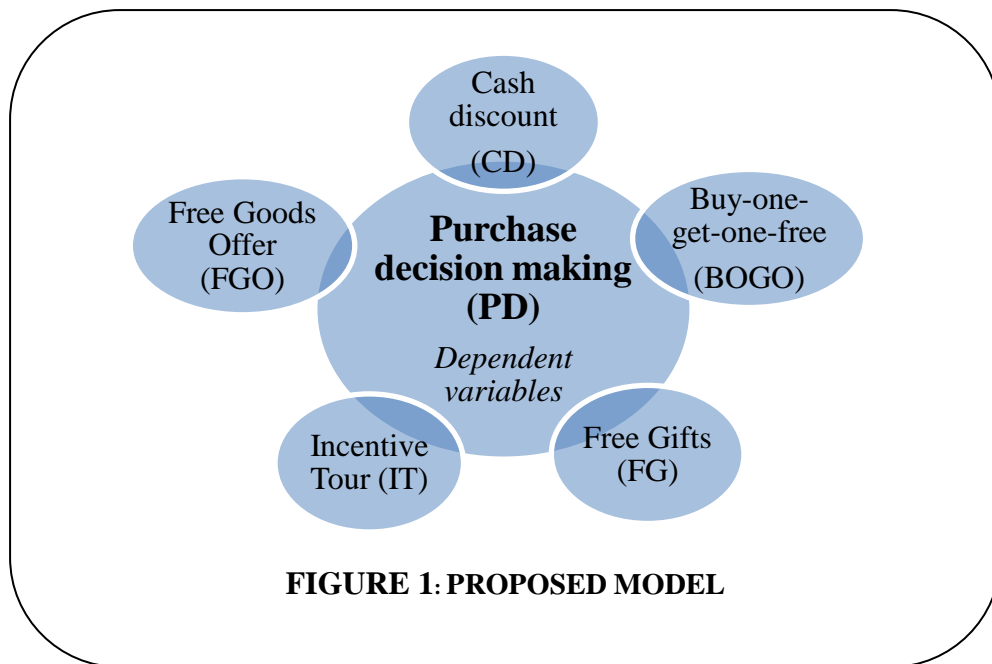 Cash
discount
(CD)
Buy-one-
get-one-free
(BOGO)
Free Gifts
(FG)
Incentive
Tour (IT)
Free Goods
Offer
(FGO)
Purchase
decision making
(PD)
Dependent
variables
FIGURE 1: PROPOSED MODEL